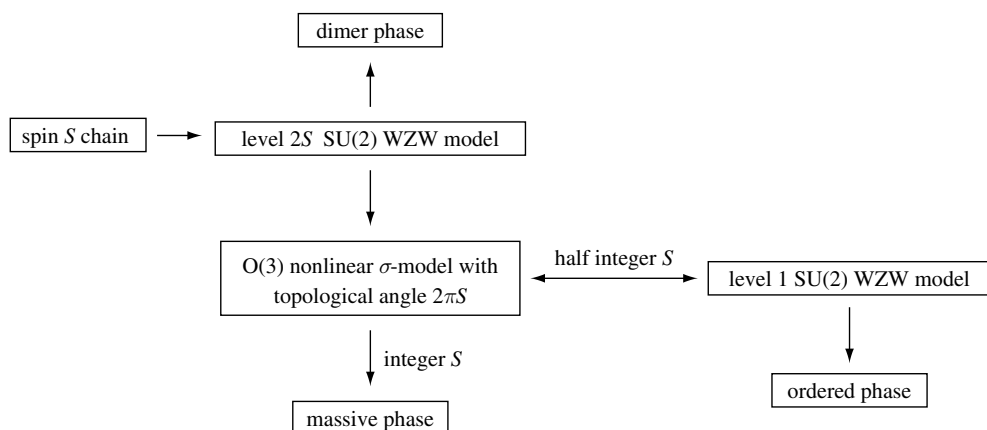 dimer phase
spin S chain
level 2S SU(2) WZW model
O(3) nonlinear σ-model with
topological angle 2πS
half integer S
level 1 SU(2) WZW model
integer S
ordered phase
massive phase